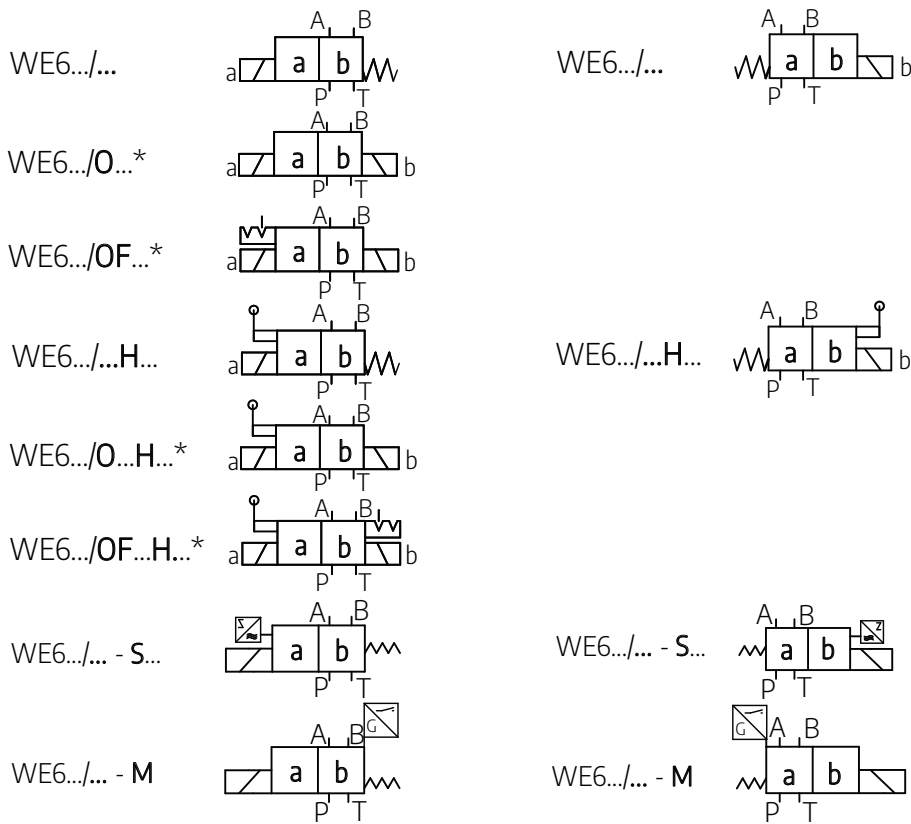 A B
WE6.../...
a a b
P T
A B
WE6.../...
a b b
P T
A B
WE6.../O...*
a a b b
P T
A B
WE6.../OF...*
a a b b
P T
A B
WE6.../...H...
a a b
P T
A B
WE6.../...H...
a b b
P T
A B
WE6.../O...H...*
a a b b
P T
A B
WE6.../OF...H...*
a a b b
P T
A B
WE6.../... - S...
a b
P T
A B
WE6.../... - S...
a b
P T
A B G
WE6.../... - M
a b
P T
G A B
WE6.../... - M
a b
P T